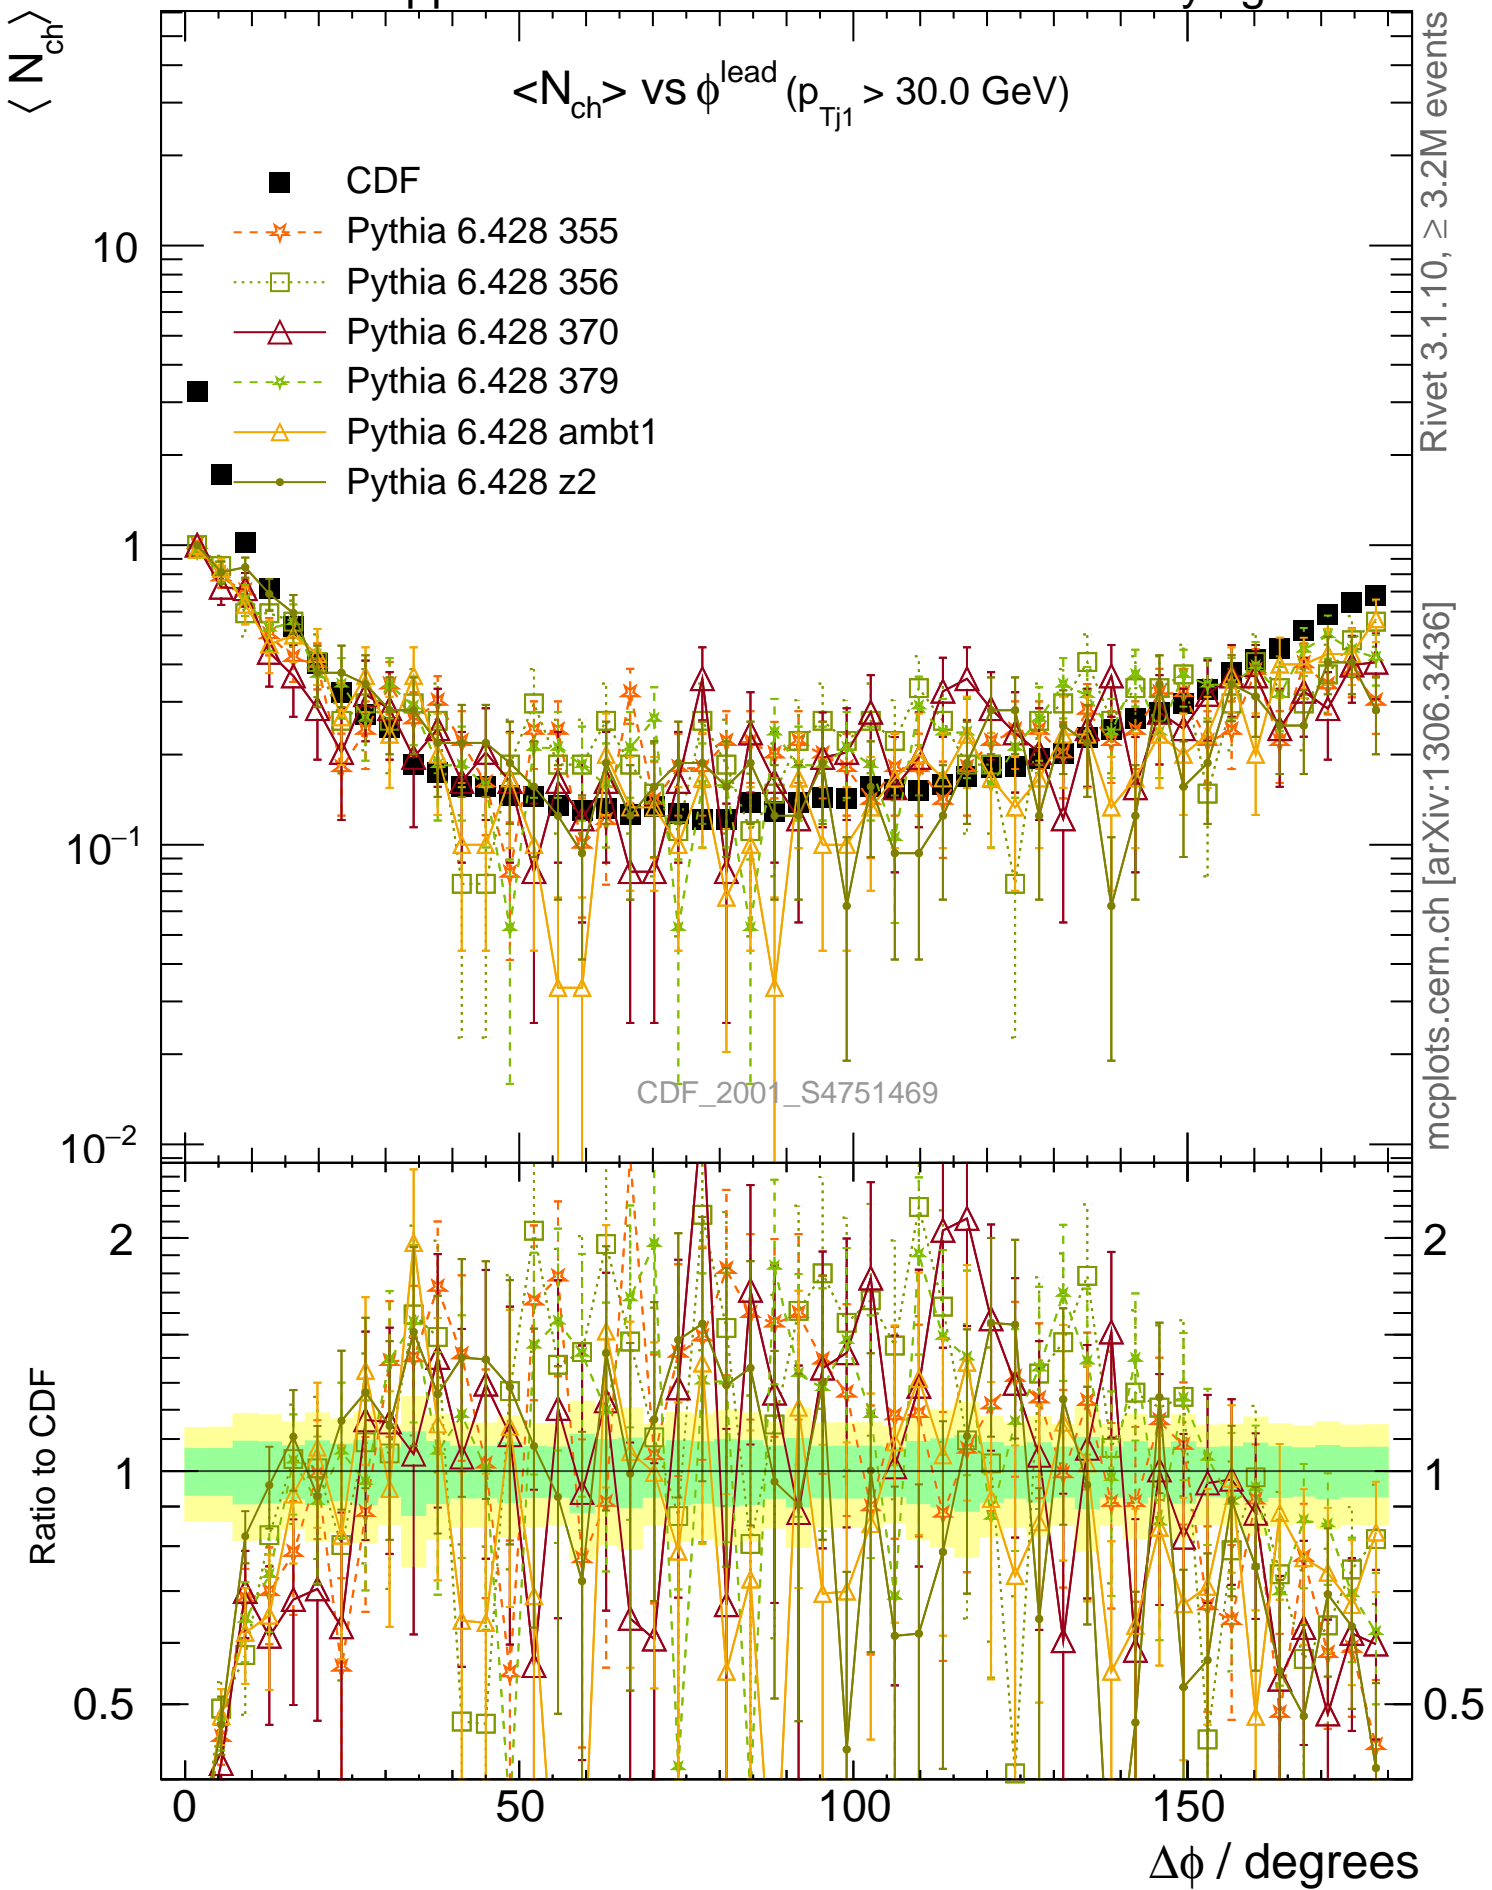 ⟨ N_ch ⟩
<N_ch> vs ϕ^lead (p_Tj1 > 30.0 GeV)
CDF
Pythia 6.428 355
Pythia 6.428 356
Pythia 6.428 370
Pythia 6.428 379
Pythia 6.428 ambt1
Pythia 6.428 z2
10
1
10^−1
10^−2
CDF_2001_S4751469
Rivet 3.1.10, ≥ 3.2M events
mcplots.cern.ch [arXiv:1306.3436]
Ratio to CDF
2
1
0.5
2
1
0.5
0 50 100 150
Δϕ / degrees